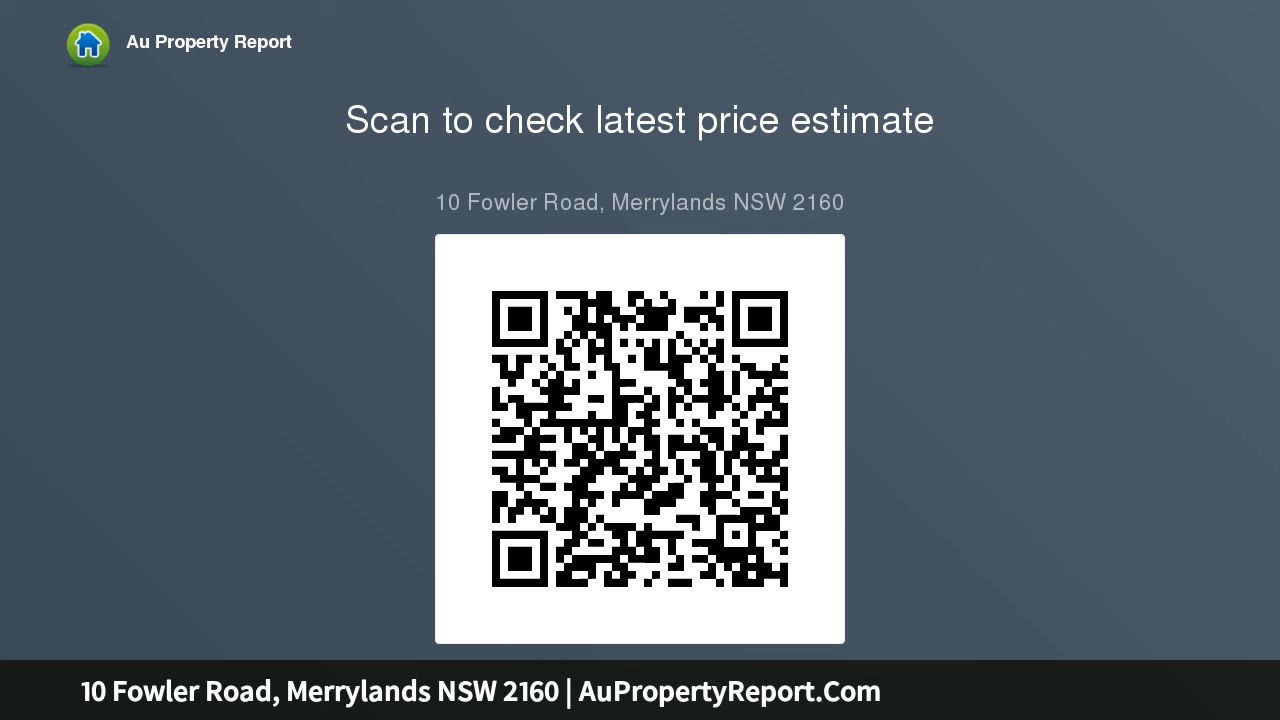 Au Property Report
Scan to check latest price estimate
10 Fowler Road, Merrylands NSW 2160
10 Fowler Road, Merrylands NSW 2160 | AuPropertyReport.Com